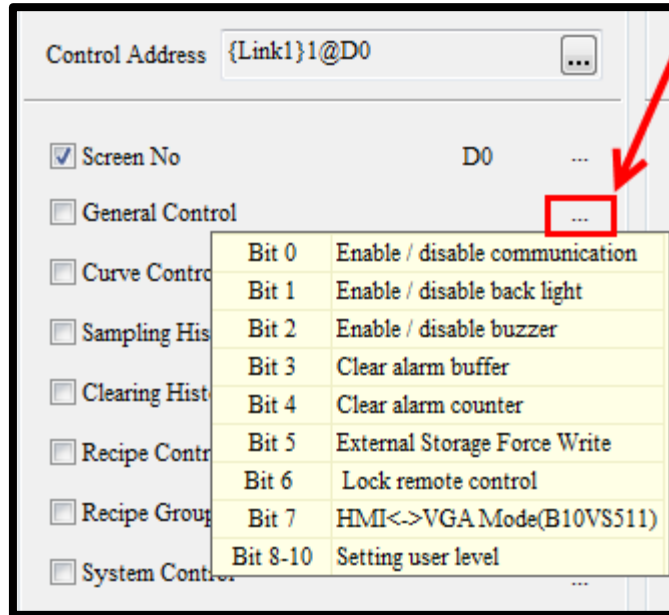 Control Address {Link1}1@D0 ...
Screen No D0 ...
General Control ...
Curve Contro
Sampling His
Clearing Hist
Recipe Contr
Recipe Group
System Control ...
Bit 0 Enable / disable communication
Bit 1 Enable / disable back light
Bit 2 Enable / disable buzzer
Bit 3 Clear alarm buffer
Bit 4 Clear alarm counter
Bit 5 External Storage Force Write
Bit 6 Lock remote control
Bit 7 HMI<->VGA Mode(B10VS511)
Bit 8-10 Setting user level